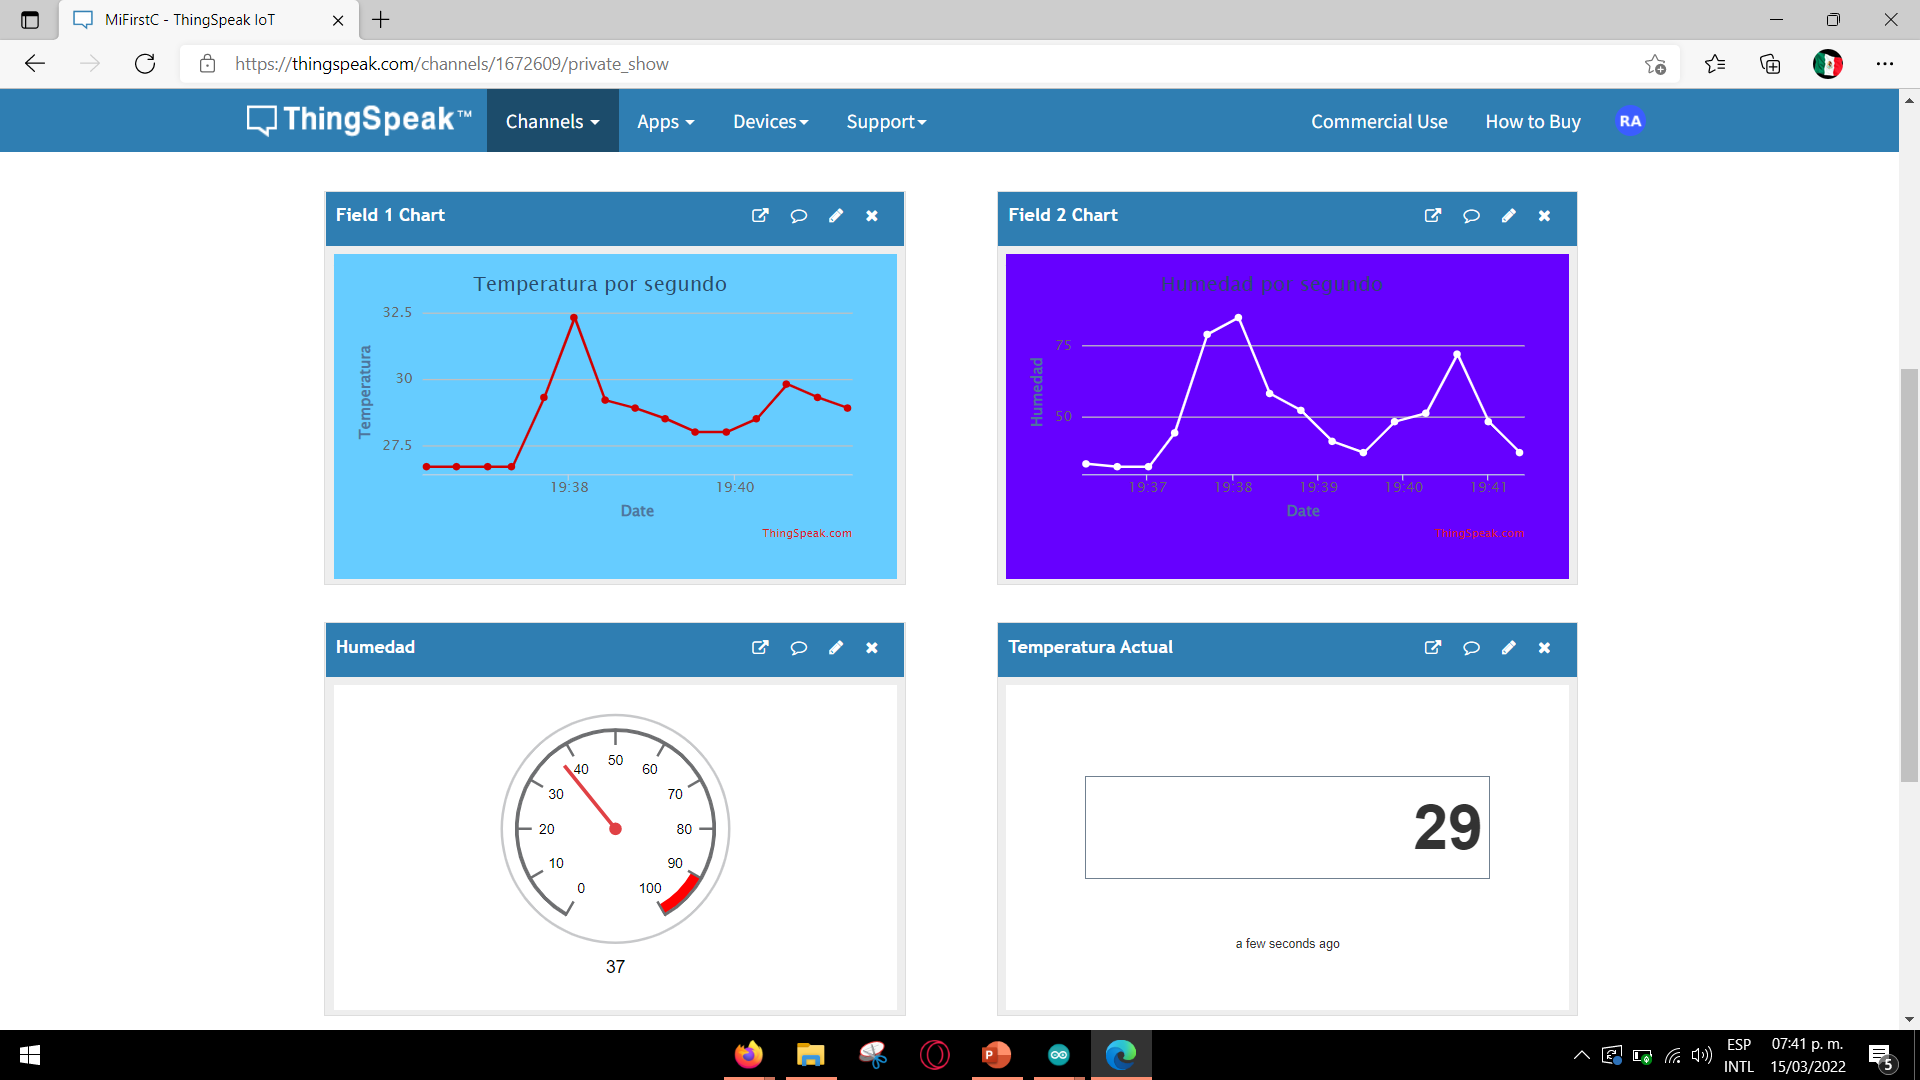 MiFirstC - ThingSpeak IoT
https://thingspeak.com/channels/1672609/private_show
ThingSpeak™ Channels Apps Devices Support Commercial Use How to Buy RA
Field 1 Chart
Temperatura por segundo
32.5
30
27.5
Temperatura
19:38 19:40
Date
ThingSpeak.com
Field 2 Chart
Humedad por segundo
75
50
Humedad
19:37 19:38 19:39 19:40 19:41
Date
ThingSpeak.com
Humedad
0 10 20 30 40 50 60 70 80 90 100
37
Temperatura Actual
29
a few seconds ago
ESP
INTL
07:41 p. m.
15/03/2022
5